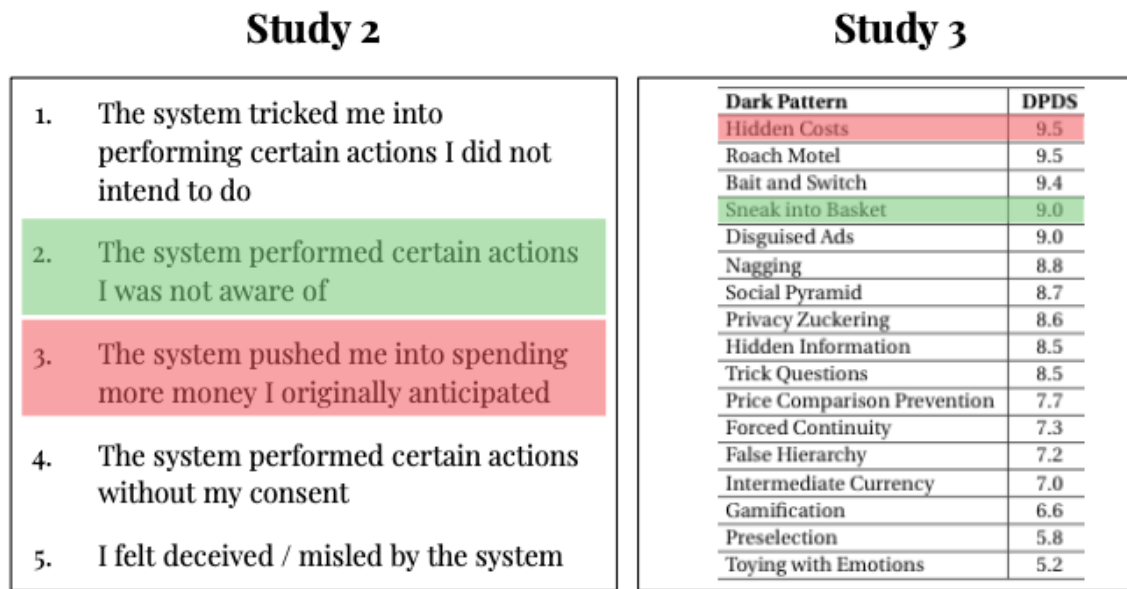 Study 2
1. The system tricked me into
performing certain actions I did not
intend to do
2. The system performed certain actions
I was not aware of
3. The system pushed me into spending
more money I originally anticipated
4. The system performed certain actions
without my consent
5. I felt deceived / misled by the system
Study 3
Dark Pattern DPDS
Hidden Costs 9.5
Roach Motel 9.5
Bait and Switch 9.4
Sneak into Basket 9.0
Disguised Ads 9.0
Nagging 8.8
Social Pyramid 8.7
Privacy Zuckering 8.6
Hidden Information 8.5
Trick Questions 8.5
Price Comparison Prevention 7.7
Forced Continuity 7.3
False Hierarchy 7.2
Intermediate Currency 7.0
Gamification 6.6
Preselection 5.8
Toying with Emotions 5.2